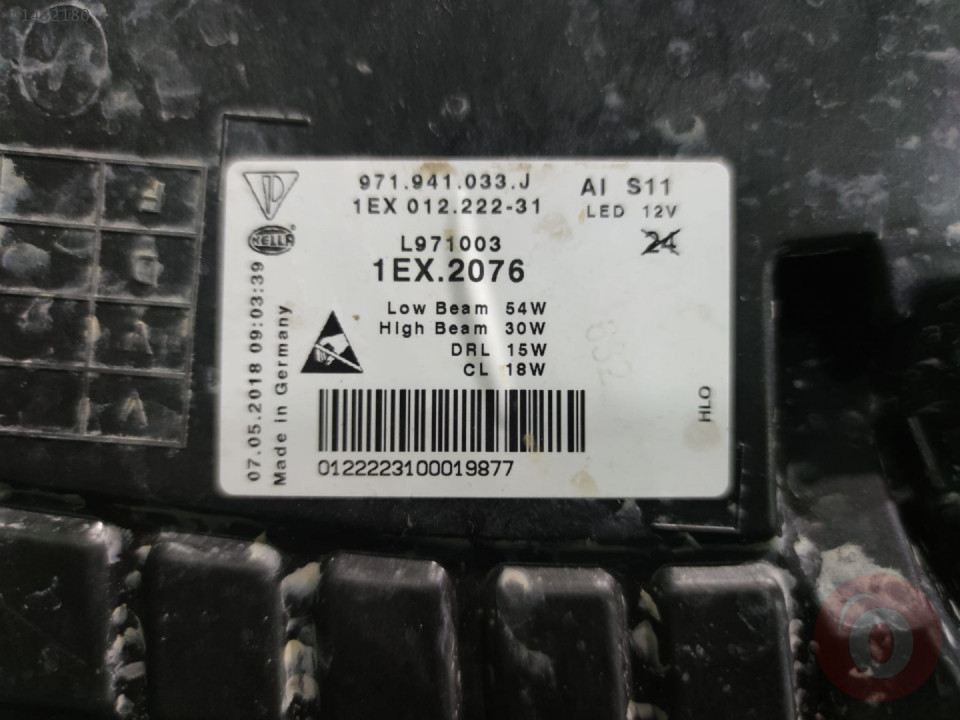 971.941.033.J
AI S11
1EX 012.222-31
LED 12V
HELLA
24
L971003
1EX.2076
Low Beam 54W
High Beam 30W
DRL 15W
CL 18W
07.05.2018 09:03:39
Made in Germany
HLO
0122223100019877